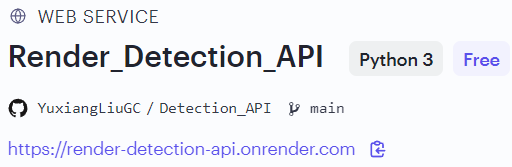 WEB SERVICE
Render_Detection_API Python 3 Free
YuxiangLiuGC / Detection_API main
https://render-detection-api.onrender.com